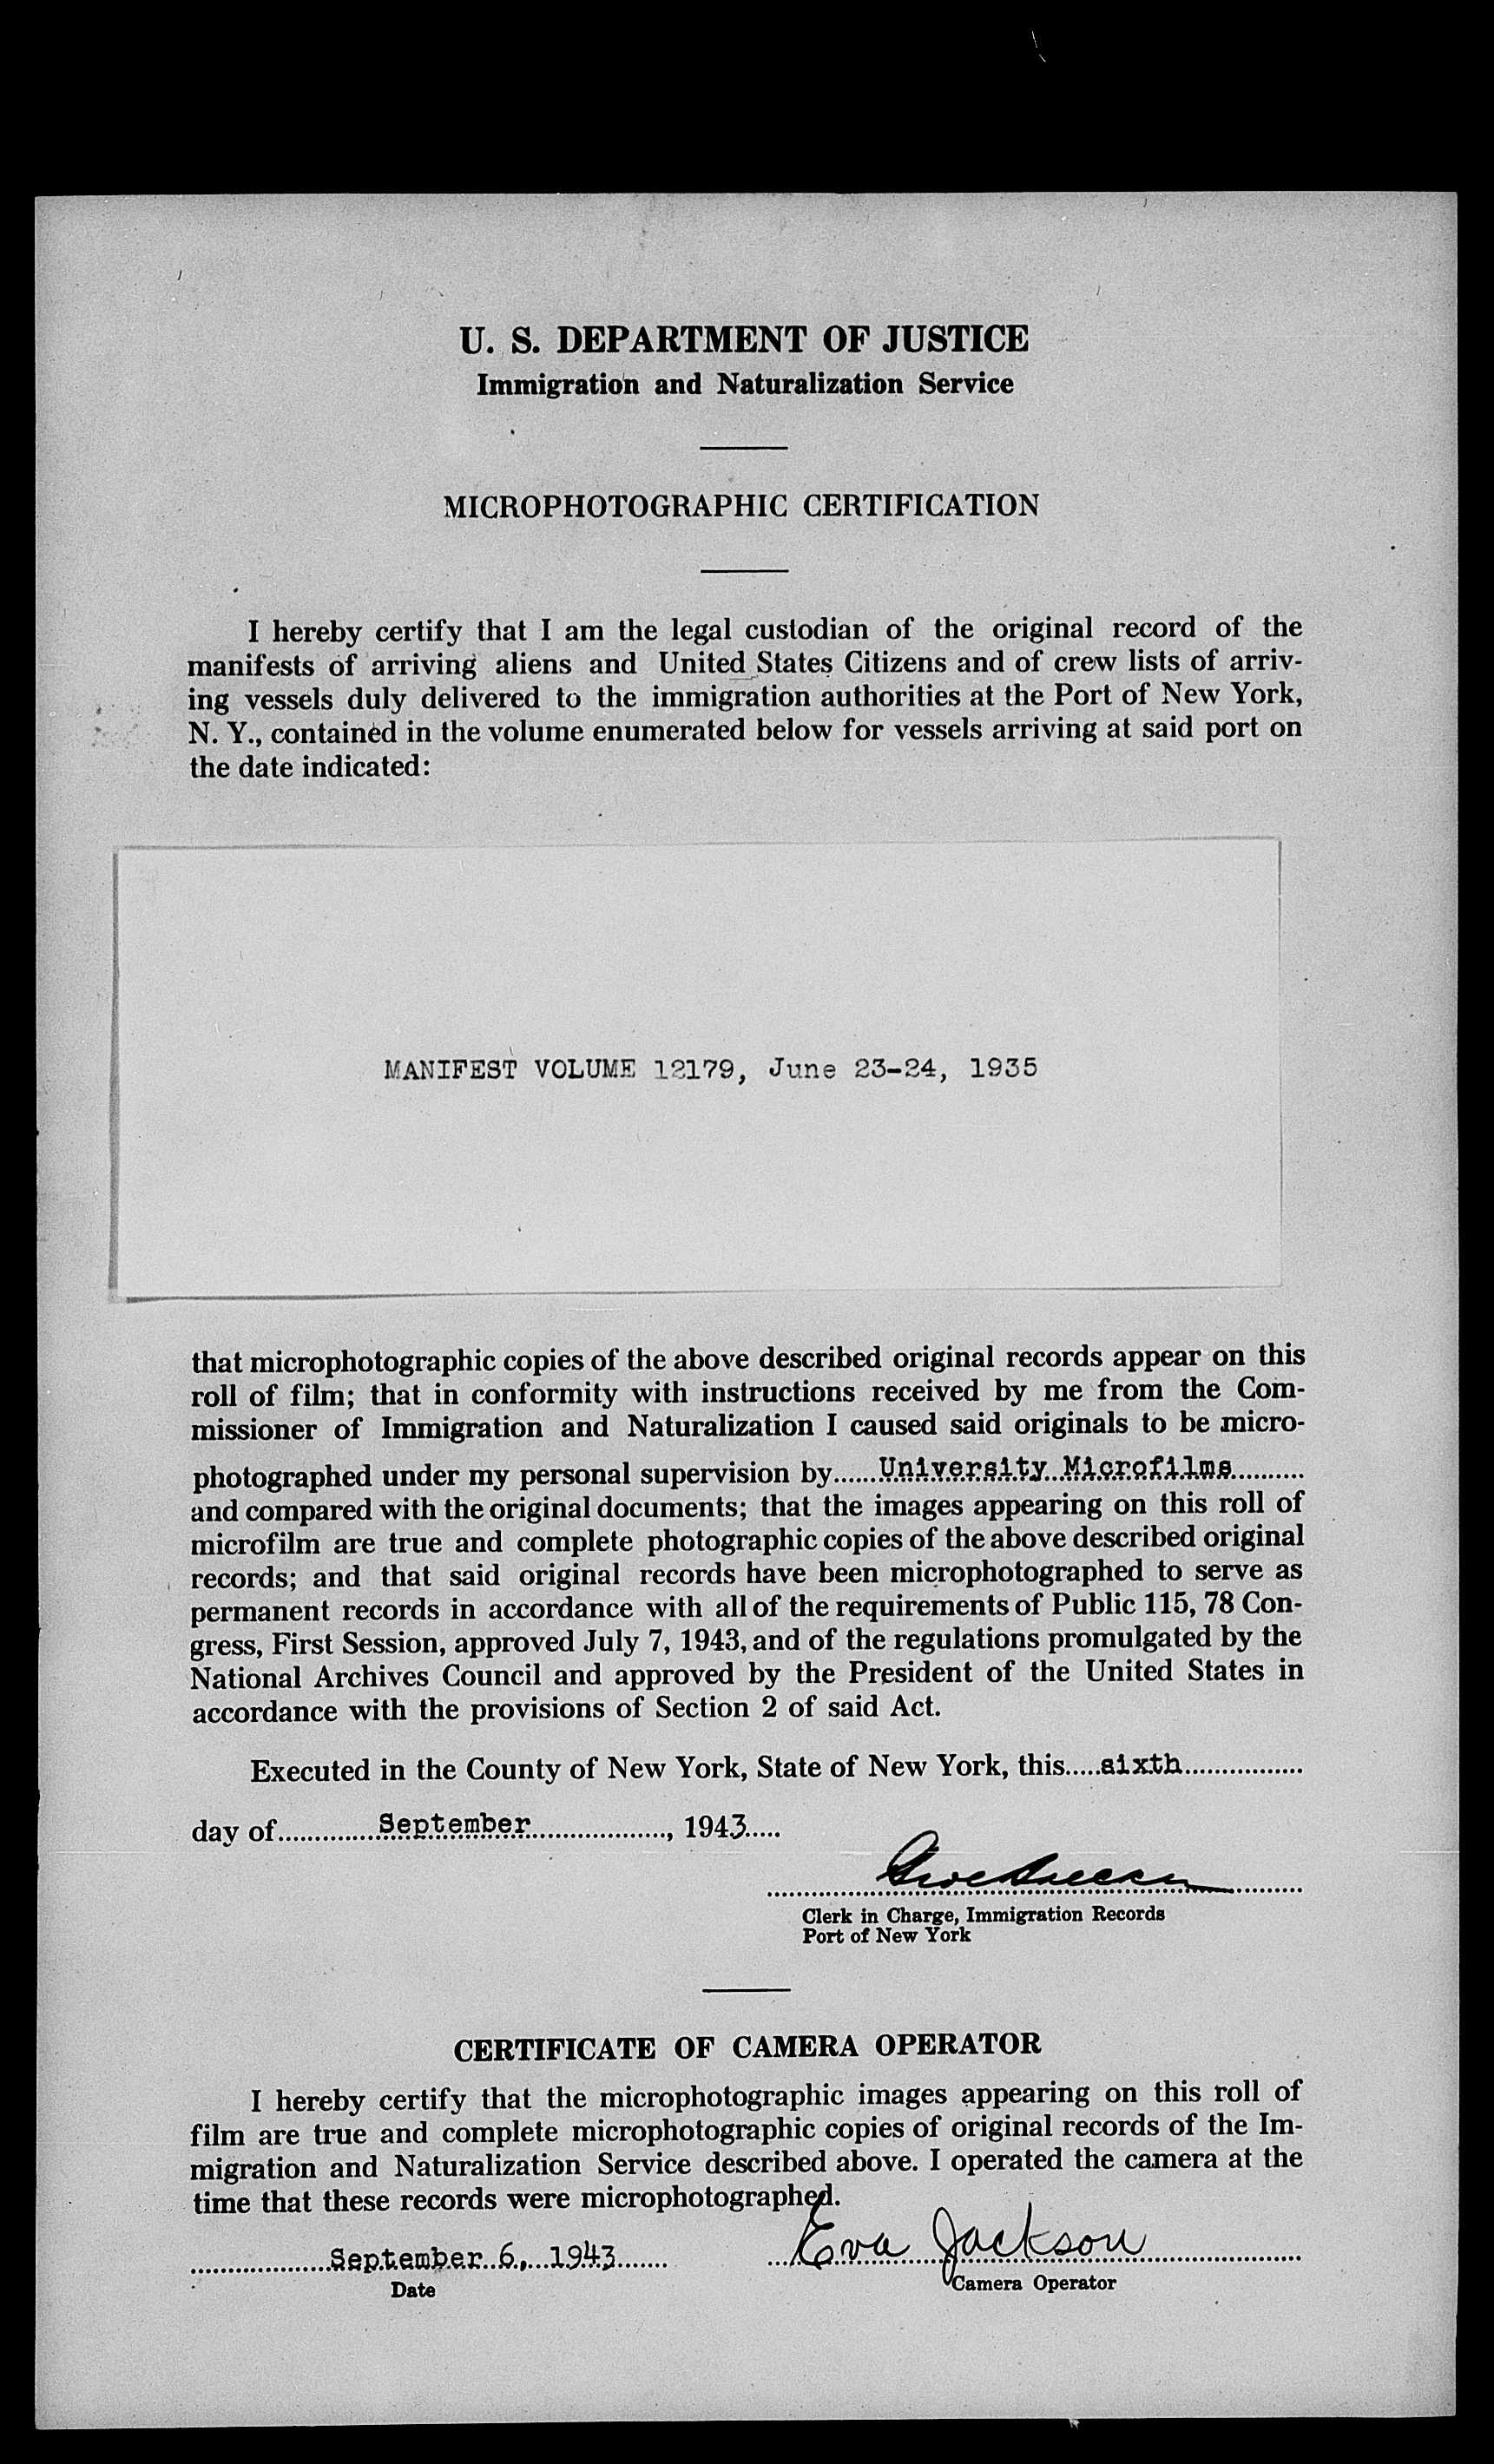 U. S. DEPARTMENT OF JUSTICE
Immigration and Naturalization Service
MICROPHOTOGRAPHIC CERTIFICATION
I hereby certify that I am the legal custodian of the original record of the
manifests of arriving aliens and United States Citizens and of crew lists of arriv-
ing vessels duly delivered to the immigration authorities at the Port of New York,
N. Y., contained in the volume enumerated below for vessels arriving at said port on
the date indicated:
MANIFEST VOLUME 12179, June 23-24, 1935
that microphotographic copies of the above described original records appear on this
roll of film; that in conformity with instructions received by me from the Com-
missioner of Immigration and Naturalization I caused said originals to be micro-
photographed under my personal supervision by......University Microfilms..........
and compared with the original documents; that the images appearing on this roll of
microfilm are true and complete photographic copies of the above described original
records; and that said original records have been microphotographed to serve as
permanent records in accordance with all of the requirements of Public 115, 78 Con-
gress, First Session, approved July 7, 1943, and of the regulations promulgated by the
National Archives Council and approved by the President of the United States in
accordance with the provisions of Section 2 of said Act.
Executed in the County of New York, State of New York, this.....sixth................
day of..............September..................., 1943.....
Clerk in Charge, Immigration Records
Port of New York
CERTIFICATE OF CAMERA OPERATOR
I hereby certify that the microphotographic images appearing on this roll of
film are true and complete microphotographic copies of original records of the Im-
migration and Naturalization Service described above. I operated the camera at the
time that these records were microphotographed.
...................September 6, 1943....... Eva Jackson
Date Camera Operator